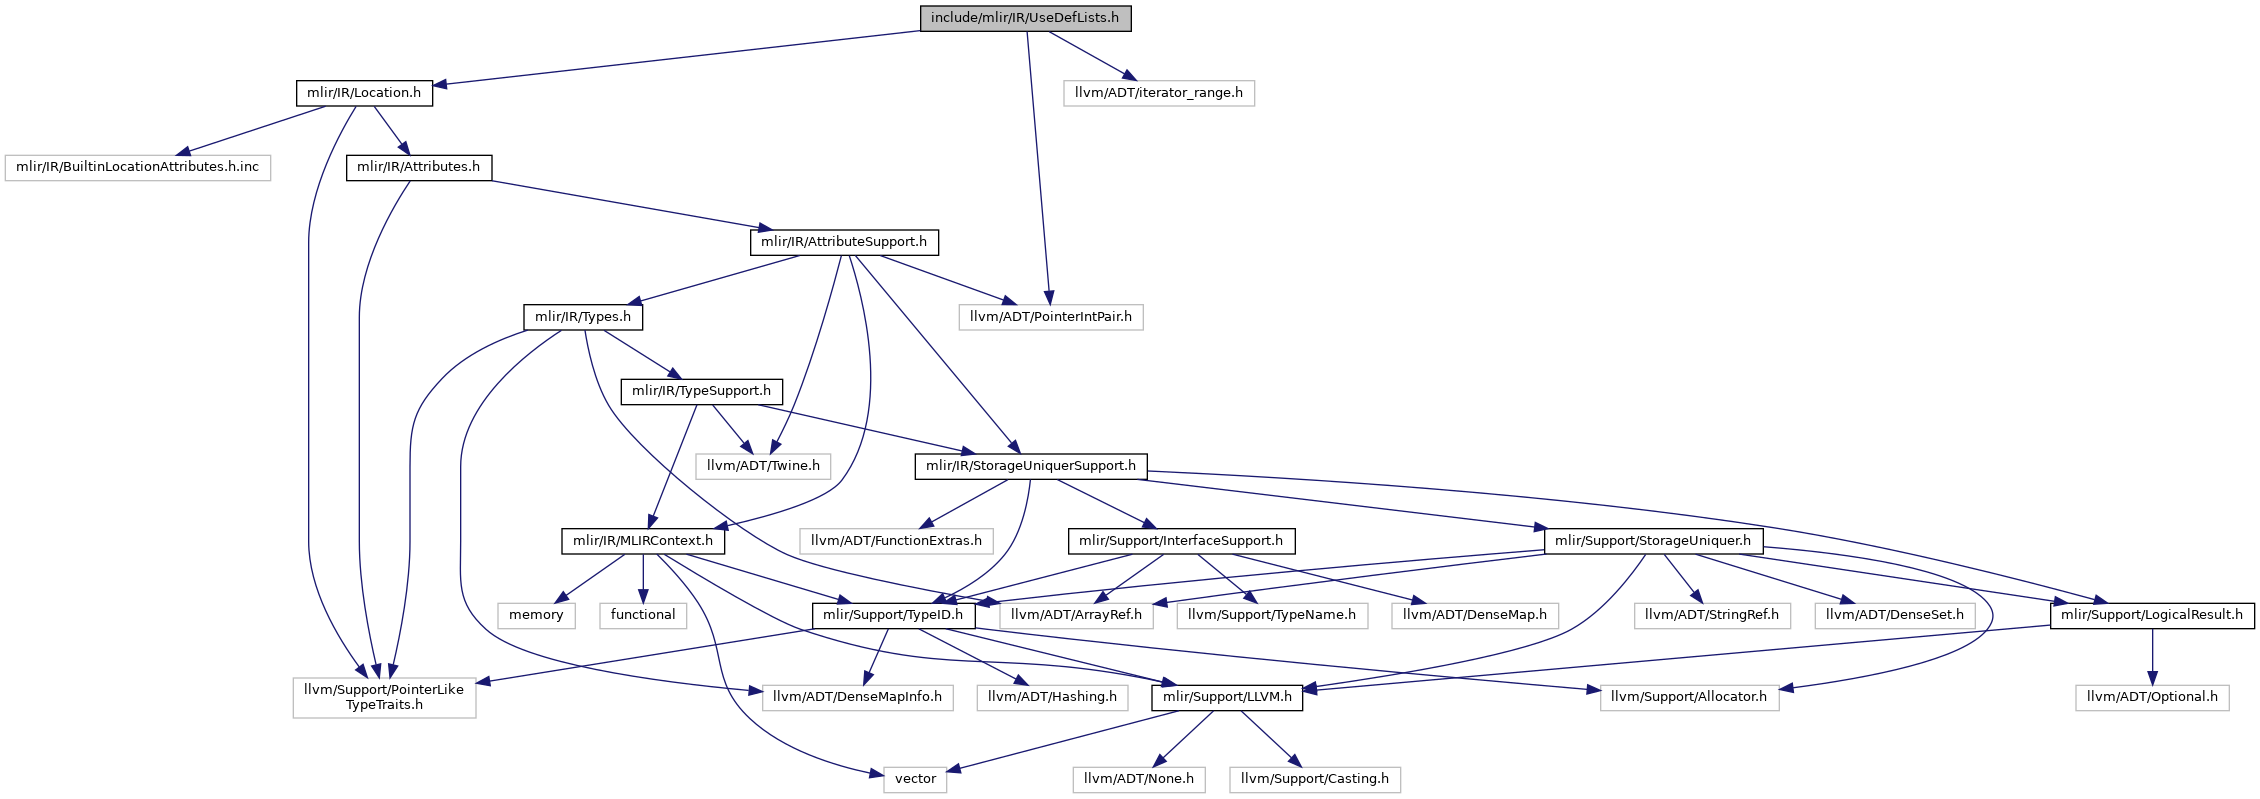 include/mlir/IR/UseDefLists.h
mlir/IR/Location.h
llvm/ADT/iterator_range.h
mlir/IR/BuiltinLocationAttributes.h.inc
mlir/IR/Attributes.h
mlir/IR/AttributeSupport.h
mlir/IR/Types.h
llvm/ADT/PointerIntPair.h
mlir/IR/TypeSupport.h
llvm/ADT/Twine.h
mlir/IR/StorageUniquerSupport.h
mlir/IR/MLIRContext.h
llvm/ADT/FunctionExtras.h
mlir/Support/InterfaceSupport.h
mlir/Support/StorageUniquer.h
memory
functional
mlir/Support/TypeID.h
llvm/ADT/ArrayRef.h
llvm/Support/TypeName.h
llvm/ADT/DenseMap.h
llvm/ADT/StringRef.h
llvm/ADT/DenseSet.h
mlir/Support/LogicalResult.h
llvm/Support/PointerLike
TypeTraits.h
llvm/ADT/DenseMapInfo.h
llvm/ADT/Hashing.h
mlir/Support/LLVM.h
llvm/Support/Allocator.h
llvm/ADT/Optional.h
vector
llvm/ADT/None.h
llvm/Support/Casting.h